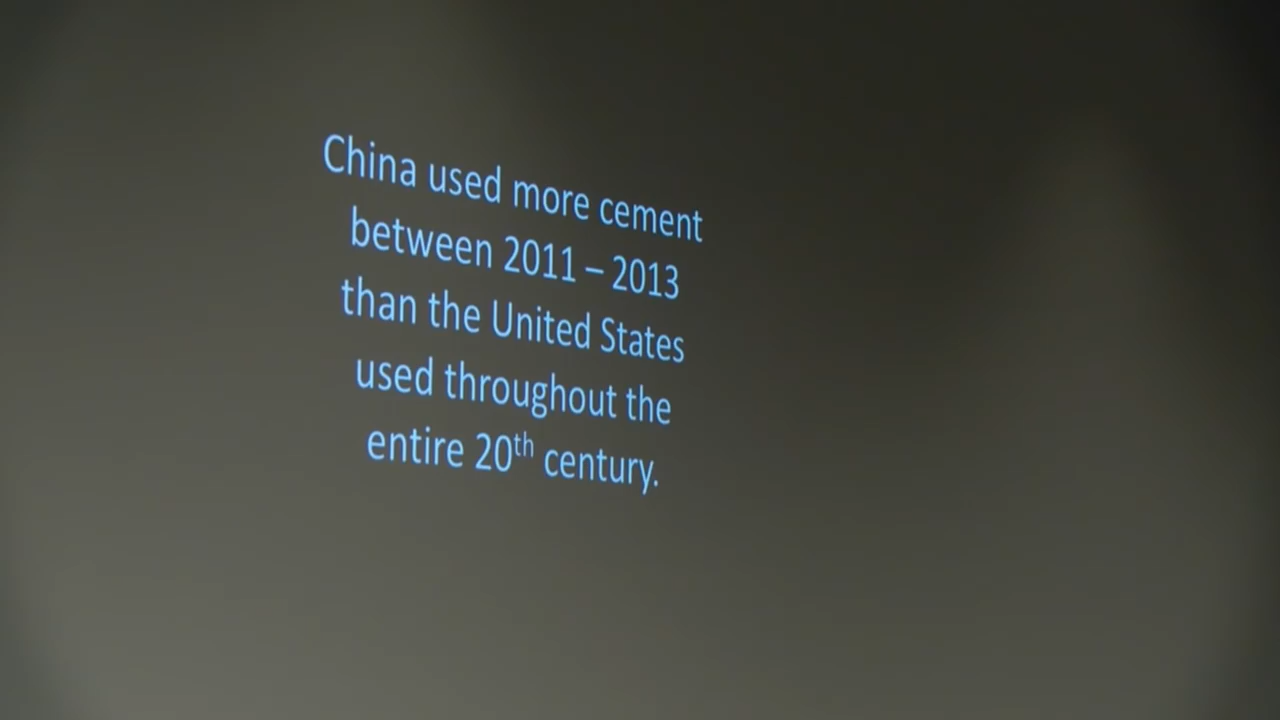 China used more cement
between 2011 – 2013
than the United States
used throughout the
entire 20th century.